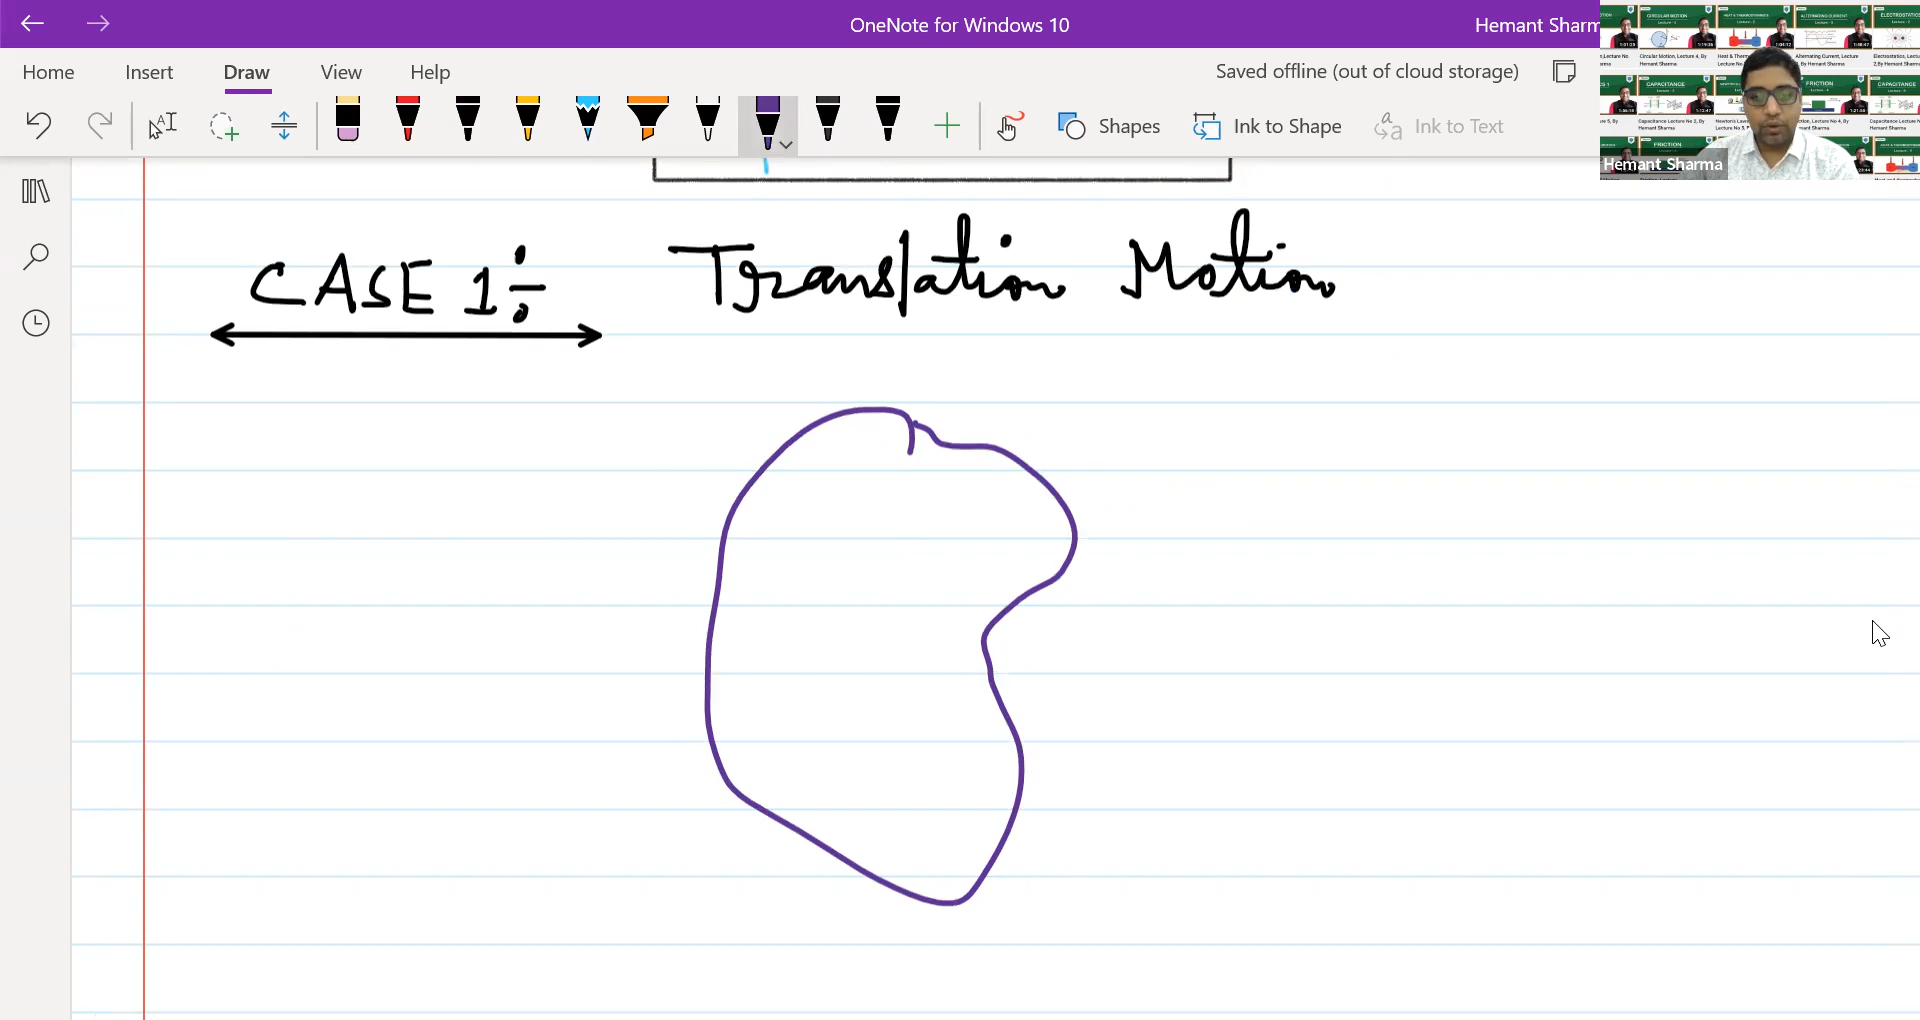 OneNote for Windows 10
Hemant Sharm
Home Insert Draw View Help
Saved offline (out of cloud storage)
Shapes Ink to Shape Ink to Text
Hemant Sharma
CASE 1:- Translation Motion